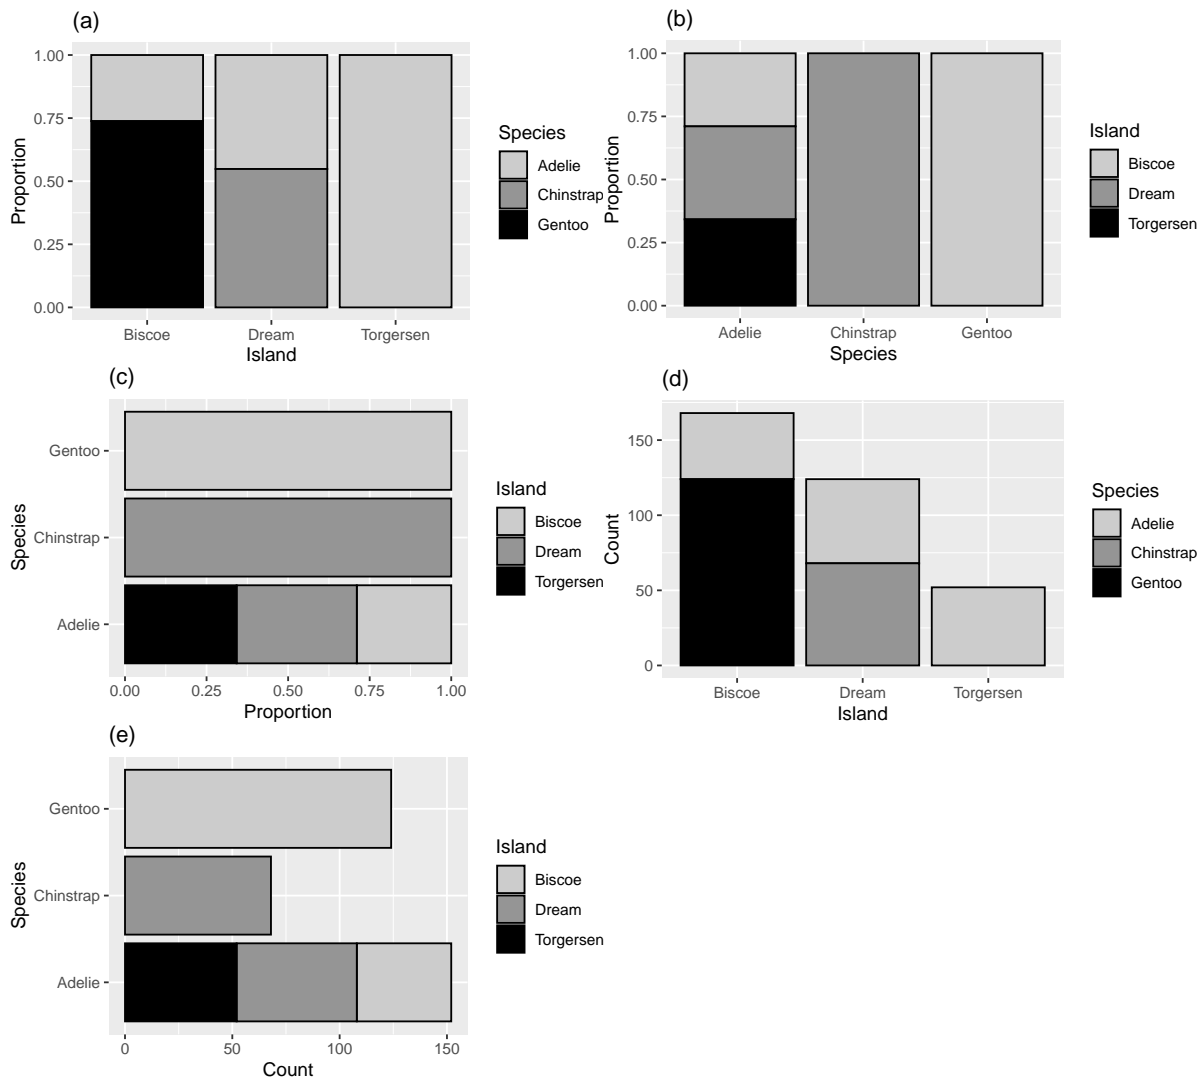 (a)
1.00
0.75
0.50
0.25
0.00
Proportion
Biscoe Dream Torgersen
Island
Species
Adelie
Chinstrap
Gentoo
(b)
1.00
0.75
0.50
0.25
0.00
Proportion
Adelie Chinstrap Gentoo
Species
Island
Biscoe
Dream
Torgersen
(c)
Gentoo
Chinstrap
Adelie
Species
0.00 0.25 0.50 0.75 1.00
Proportion
Island
Biscoe
Dream
Torgersen
(d)
150
100
50
0
Count
Biscoe Dream Torgersen
Island
Species
Adelie
Chinstrap
Gentoo
(e)
Gentoo
Chinstrap
Adelie
Species
0 50 100 150
Count
Island
Biscoe
Dream
Torgersen